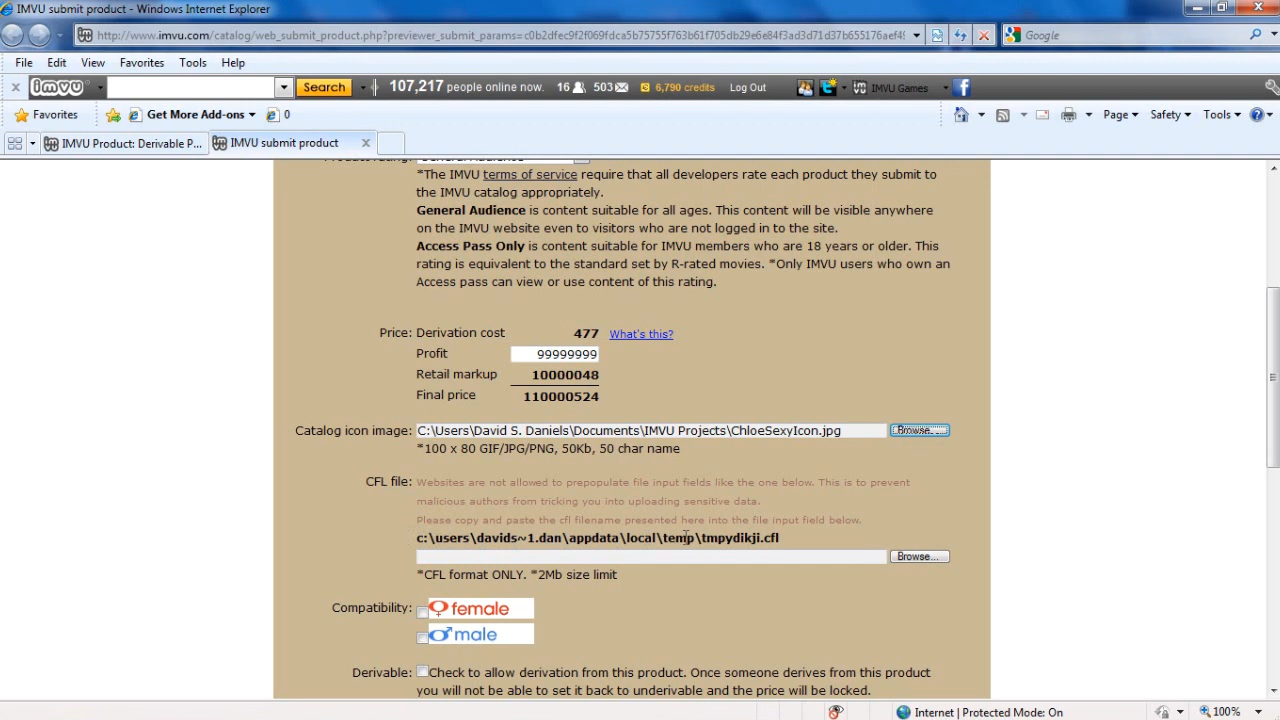 IMVU submit product - Windows Internet Explorer
http://www.imvu.com/catalog/web_submit_product.php?previewer_submit_params=
Google
File Edit View Favorites Tools Help
imvu Search 107,217 people online now. 16 503 6,790 credits Log Out IMVU Games
Favorites Get More Add-ons 0 Page Safety Tools
IMVU Product: Derivable P... IMVU submit product
*The IMVU terms of service require that all developers rate each product they submit to
the IMVU catalog appropriately.
General Audience is content suitable for all ages. This content will be visible anywhere
on the IMVU website even to visitors who are not logged in to the site.
Access Pass Only is content suitable for IMVU members who are 18 years or older. This
rating is equivalent to the standard set by R-rated movies. *Only IMVU users who own an
Access pass can view or use content of this rating.
Price: Derivation cost 477 What's this?
Profit 99999999
Retail markup 10000048
Final price 110000524
Catalog icon image: C:\Users\David S. Daniels\Documents\IMVU Projects\ChloeSexyIcon.jpg Browse...
*100 x 80 GIF/JPG/PNG, 50Kb, 50 char name
CFL file: Websites are not allowed to prepopulate file input fields like the one below. This is to prevent
malicious authors from tricking you into uploading sensitive data.
Please copy and paste the cfl filename presented here into the file input field below.
c:\users\davids~1.dan\appdata\local\temp\tmpydikji.cfl
Browse...
*CFL format ONLY. *2Mb size limit
Compatibility: female
male
Derivable: Check to allow derivation from this product. Once someone derives from this product
you will not be able to set it back to underivable and the price will be locked.
Internet | Protected Mode: On 100%